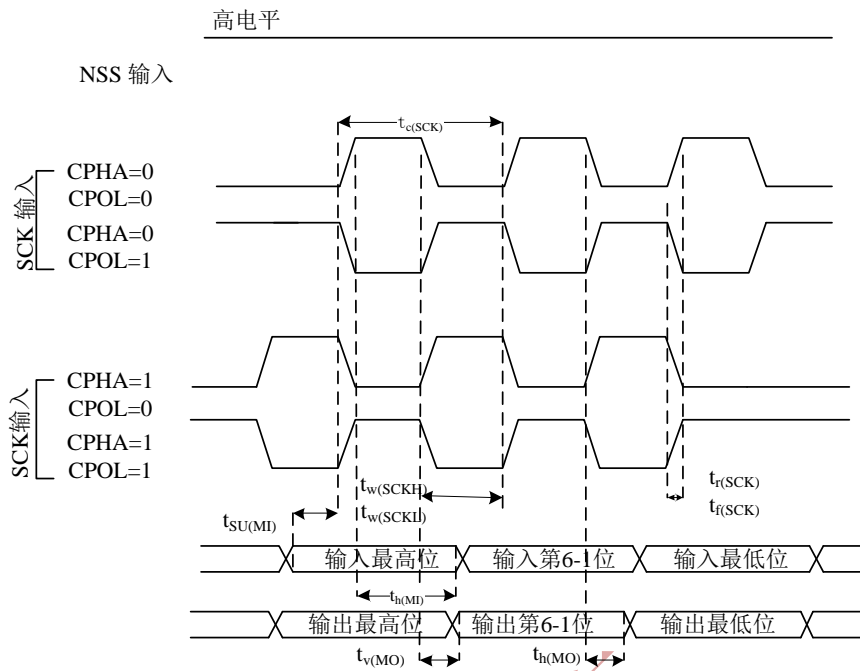 高电平
NSS 输入
tc(SCK)
SCK 输入
CPHA=0
CPOL=0
CPHA=0
CPOL=1
SCK输入
CPHA=1
CPOL=0
CPHA=1
CPOL=1
tw(SCKH)
tw(SCKL)
tr(SCK)
tf(SCK)
tSU(MI)
输入最高位
输入第6-1位
输入最低位
th(MI)
输出最高位
输出第6-1位
输出最低位
tv(MO)
th(MO)